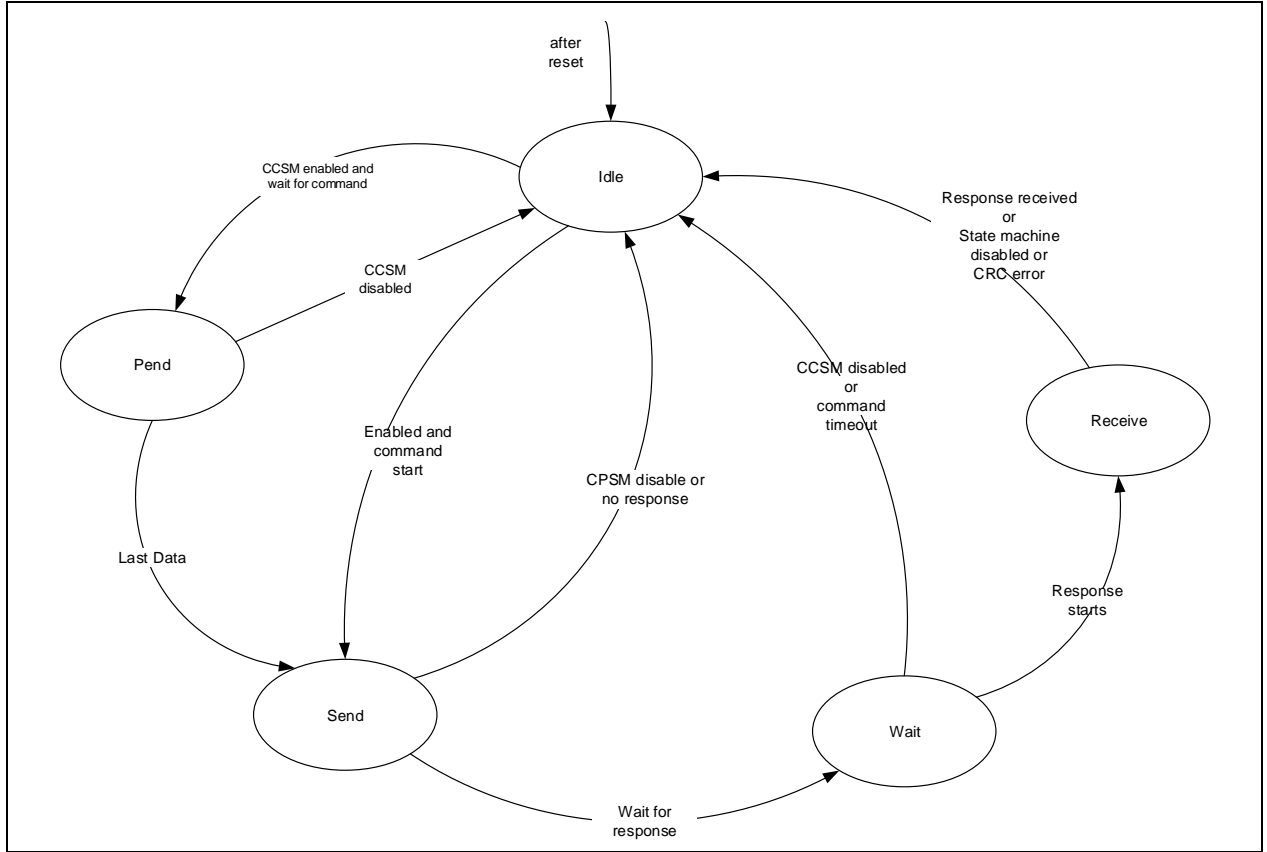 after
reset
Idle
CCSM enabled and
wait for command
Response received
or
State machine
disabled or
CRC error
CCSM
disabled
Pend
CCSM disabled
or
command
timeout
Receive
Enabled and
command
start
CPSM disable or
no response
Last Data
Response
starts
Send
Wait
Wait for
response